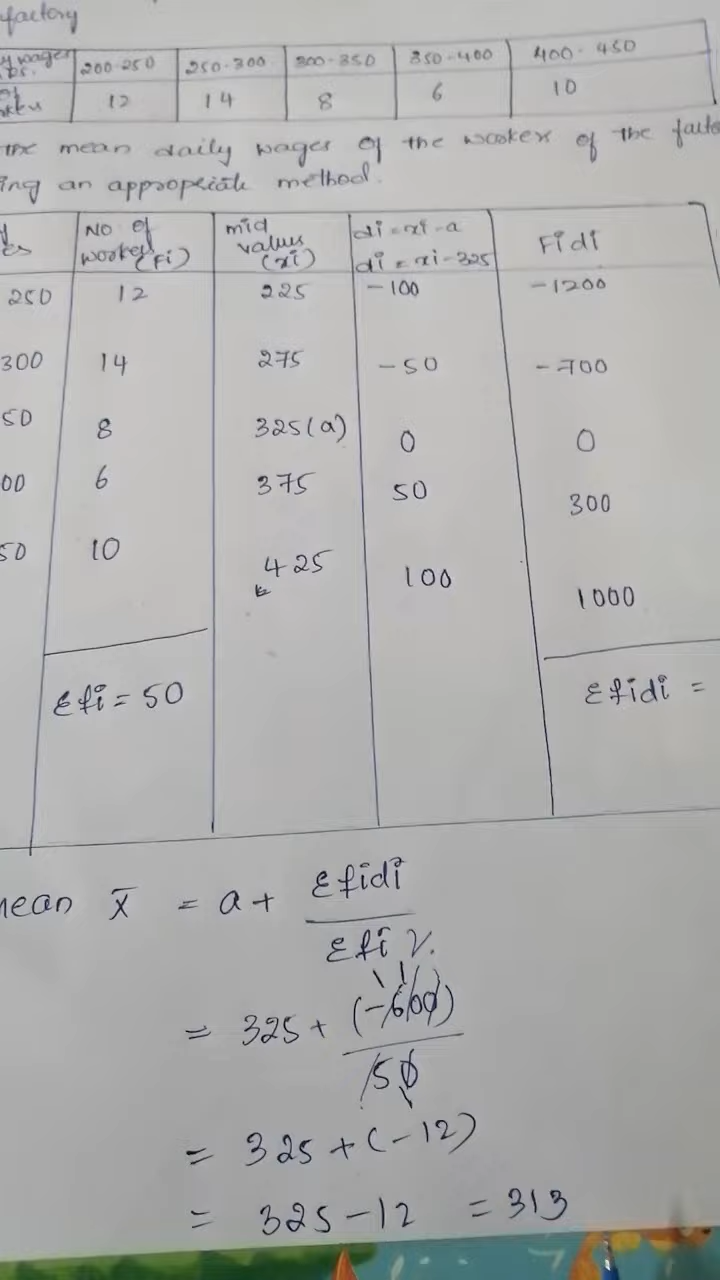 factory
200-250 250-300 300-350 350-400 400-450
12 14 8 6 10
the mean daily wages of the workers of the facto
ing an appropriate method.
No of worker (Fi) mid values (xi) di = xi - a di = xi - 325 Fidi
250 12 225 -100 -1200
300 14 275 -50 -700
50 8 325(a) 0 0
00 6 375 50 300
50 10 425 100 1000
Σfi = 50 Σfidi =
mean x̄ = a + Σfidi / Σfi
= 325 + (-600) / 50
= 325 + (-12)
= 325 - 12 = 313